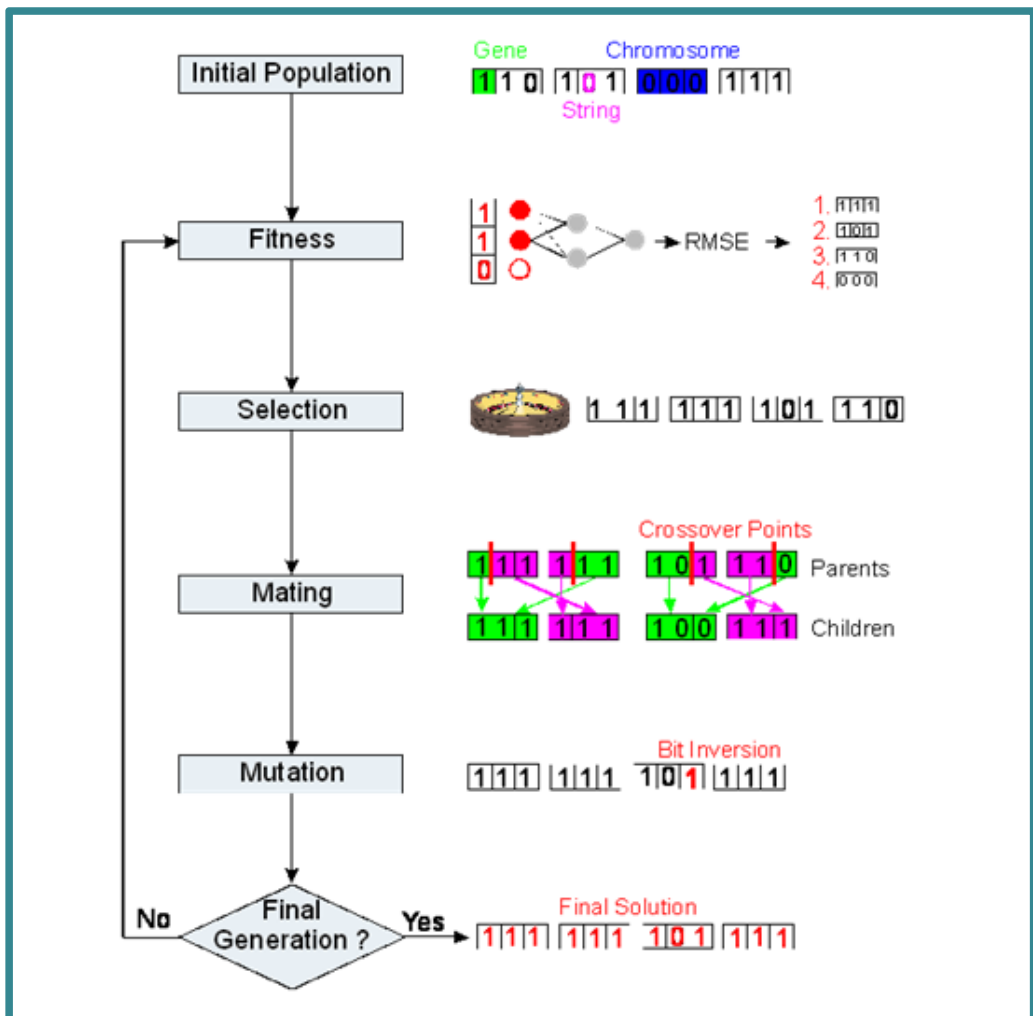 Gene Chromosome
Initial Population
1 1 0 1 0 1 0 0 0 1 1 1
String
1
1
0
Fitness
RMSE
1. 1 1 1
2. 1 0 1
3. 1 1 0
4. 0 0 0
Selection
1 1 1 1 1 1 1 0 1 1 1 0
Crossover Points
1 1 1 1 1 1 1 0 1 1 1 0 Parents
Mating
1 1 1 1 1 1 1 0 0 1 1 1 Children
Bit Inversion
Mutation
1 1 1 1 1 1 1 0 1 1 1 1
No
Final
Generation ?
Yes
Final Solution
1 1 1 1 1 1 1 0 1 1 1 1